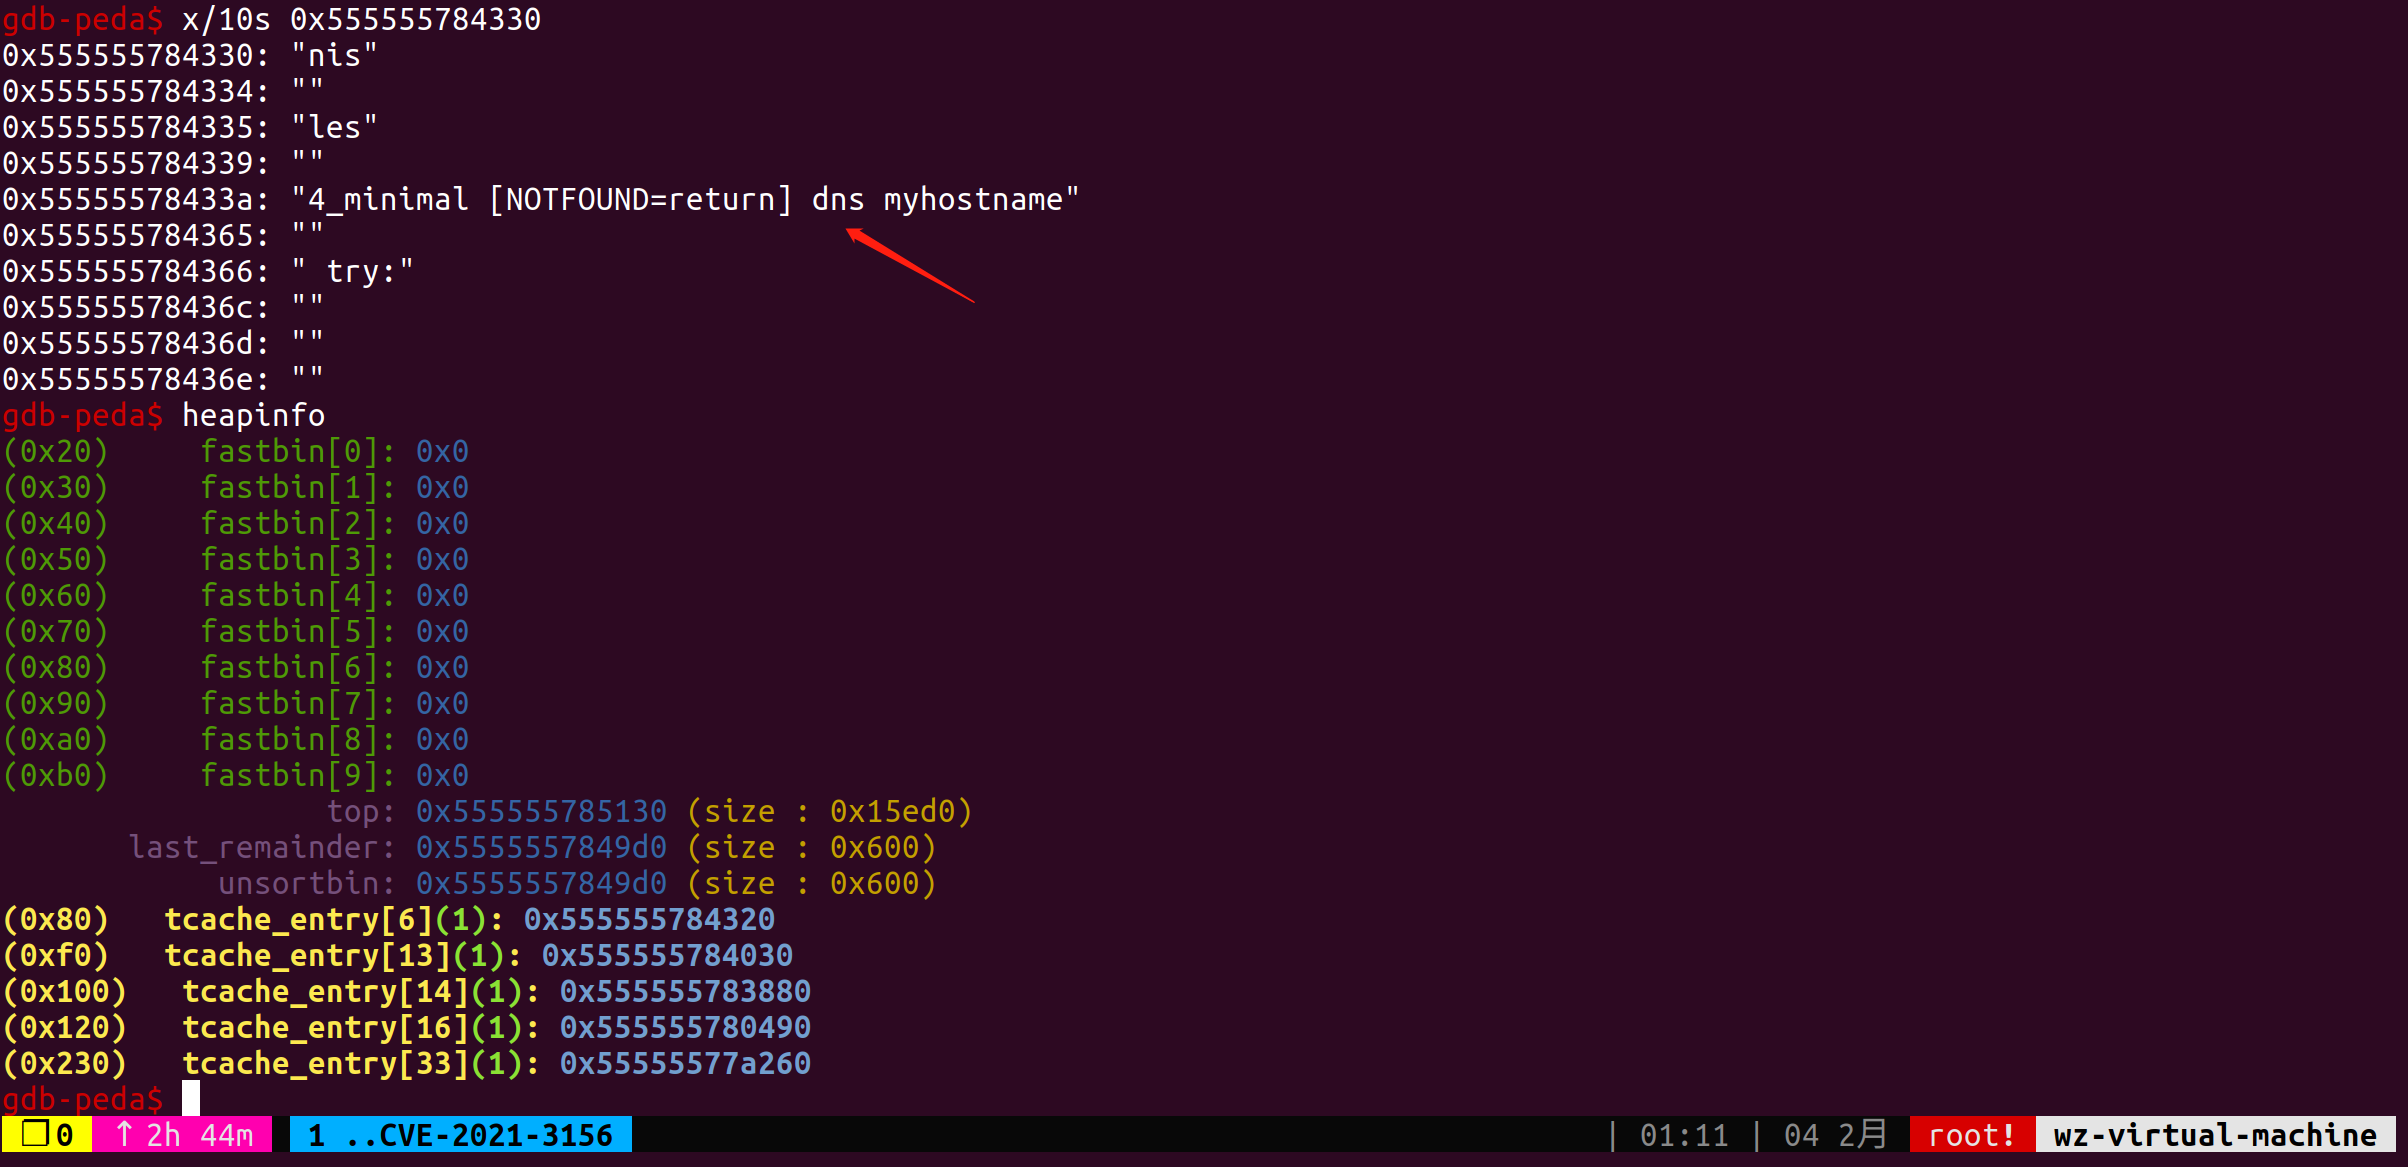 gdb-peda$ x/10s 0x555555784330
0x555555784330: "nis"
0x555555784334: ""
0x555555784335: "les"
0x555555784339: ""
0x55555578433a: "4_minimal [NOTFOUND=return] dns myhostname"
0x555555784365: ""
0x555555784366: " try:"
0x55555578436c: ""
0x55555578436d: ""
0x55555578436e: ""
gdb-peda$ heapinfo
(0x20)     fastbin[0]: 0x0
(0x30)     fastbin[1]: 0x0
(0x40)     fastbin[2]: 0x0
(0x50)     fastbin[3]: 0x0
(0x60)     fastbin[4]: 0x0
(0x70)     fastbin[5]: 0x0
(0x80)     fastbin[6]: 0x0
(0x90)     fastbin[7]: 0x0
(0xa0)     fastbin[8]: 0x0
(0xb0)     fastbin[9]: 0x0
                  top: 0x555555785130 (size : 0x15ed0)
       last_remainder: 0x5555557849d0 (size : 0x600)
            unsortbin: 0x5555557849d0 (size : 0x600)
(0x80)   tcache_entry[6](1): 0x555555784320
(0xf0)   tcache_entry[13](1): 0x555555784030
(0x100)   tcache_entry[14](1): 0x555555783880
(0x120)   tcache_entry[16](1): 0x555555780490
(0x230)   tcache_entry[33](1): 0x55555577a260
gdb-peda$
❐ 0 ↑ 2h 44m 1 ..CVE-2021-3156 | 01:11 | 04 2月 root! wz-virtual-machine